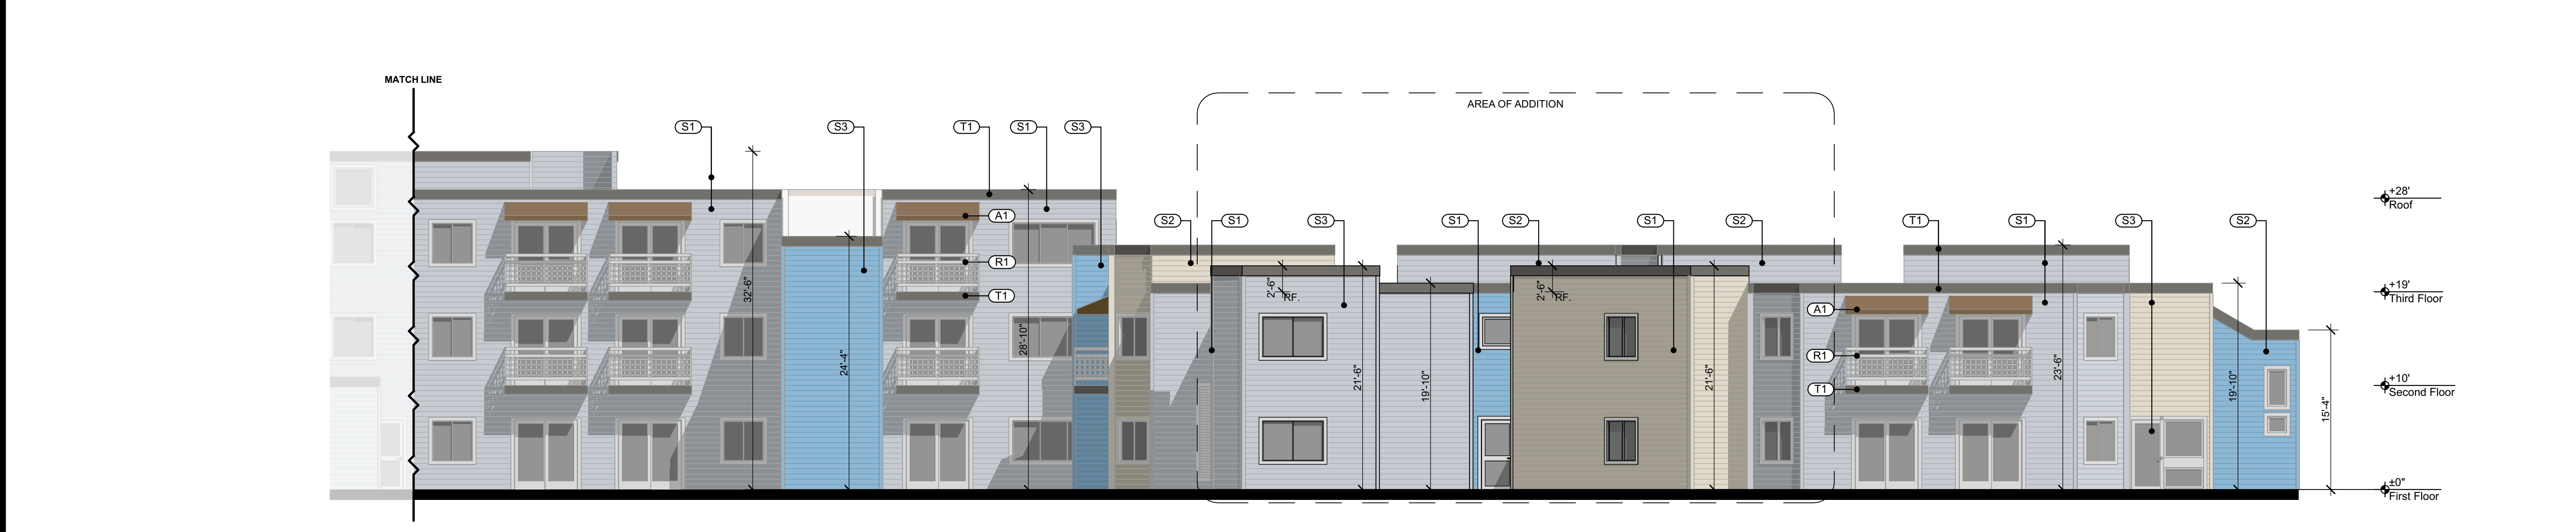 MATCH LINE
AREA OF ADDITION
S1
S3
T1
S1
S3
+28'
Roof
A1
S2
S1
S3
S1
S2
S1
S2
T1
S1
S3
S2
R1
T1
32'-6"
24'-4"
28'-10"
2'-6"
RF.
21'-6"
19'-10"
2'-6"
RF.
21'-6"
A1
R1
T1
23'-6"
19'-10"
15'-4"
+19'
Third Floor
+10'
Second Floor
±0"
First Floor